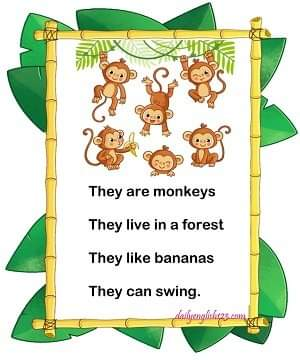 They are monkeys
They live in a forest
They like bananas
They can swing.
dailyenglish123.com